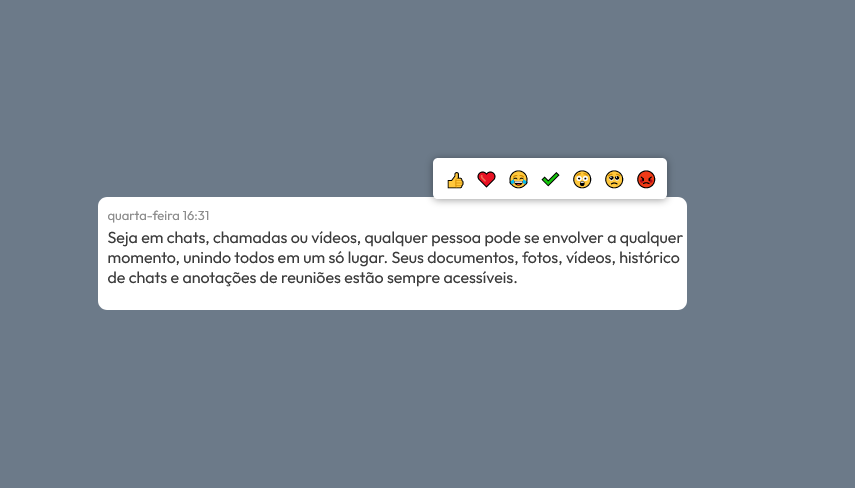 quarta-feira 16:31
Seja em chats, chamadas ou vídeos, qualquer pessoa pode se envolver a qualquer
momento, unindo todos em um só lugar. Seus documentos, fotos, vídeos, histórico
de chats e anotações de reuniões estão sempre acessíveis.